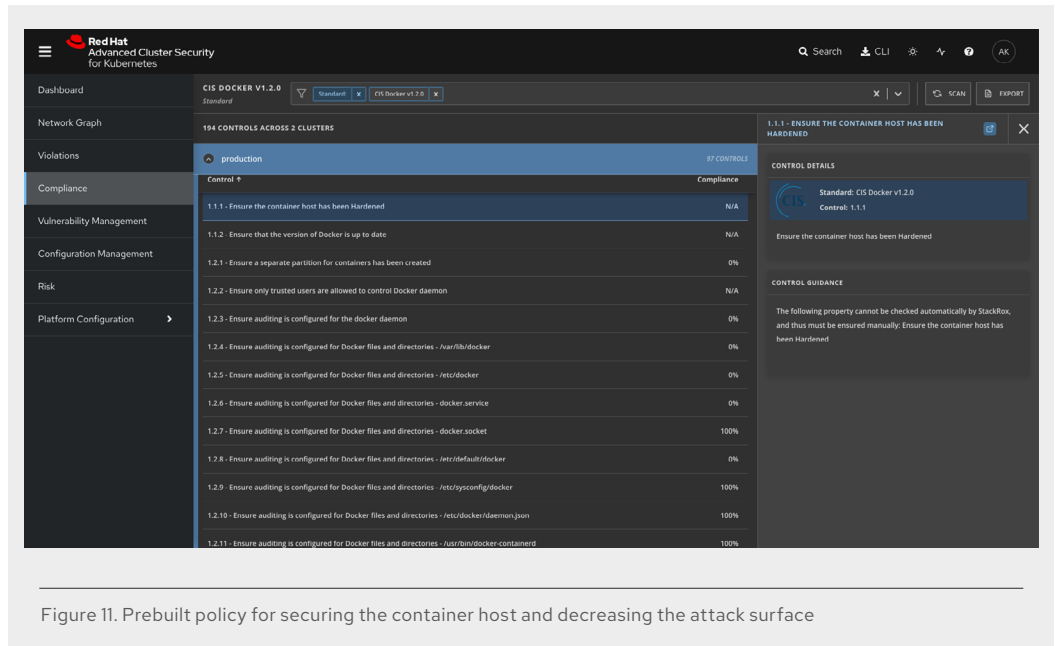 Red Hat
Advanced Cluster Security
for Kubernetes
Search
CLI
AK
Dashboard
Network Graph
Violations
Compliance
Vulnerability Management
Configuration Management
Risk
Platform Configuration
CIS DOCKER V1.2.0
Standard
Standard: x
CIS Docker v1.2.0 x
x
SCAN
EXPORT
194 CONTROLS ACROSS 2 CLUSTERS
production 97 CONTROLS
Control ↑ Compliance
1.1.1 - Ensure the container host has been Hardened N/A
1.1.2 - Ensure that the version of Docker is up to date N/A
1.2.1 - Ensure a separate partition for containers has been created 0%
1.2.2 - Ensure only trusted users are allowed to control Docker daemon N/A
1.2.3 - Ensure auditing is configured for the docker daemon 0%
1.2.4 - Ensure auditing is configured for Docker files and directories - /var/lib/docker 0%
1.2.5 - Ensure auditing is configured for Docker files and directories - /etc/docker 0%
1.2.6 - Ensure auditing is configured for Docker files and directories - docker.service 0%
1.2.7 - Ensure auditing is configured for Docker files and directories - docker.socket 100%
1.2.8 - Ensure auditing is configured for Docker files and directories - /etc/default/docker 0%
1.2.9 - Ensure auditing is configured for Docker files and directories - /etc/sysconfig/docker 100%
1.2.10 - Ensure auditing is configured for Docker files and directories - /etc/docker/daemon.json 100%
1.2.11 - Ensure auditing is configured for Docker files and directories - /usr/bin/docker-containerd 100%
1.1.1 - ENSURE THE CONTAINER HOST HAS BEEN
HARDENED
CONTROL DETAILS
CIS.
Standard: CIS Docker v1.2.0
Control: 1.1.1
Ensure the container host has been Hardened
CONTROL GUIDANCE
The following property cannot be checked automatically by StackRox,
and thus must be ensured manually: Ensure the container host has
been Hardened
Figure 11. Prebuilt policy for securing the container host and decreasing the attack surface